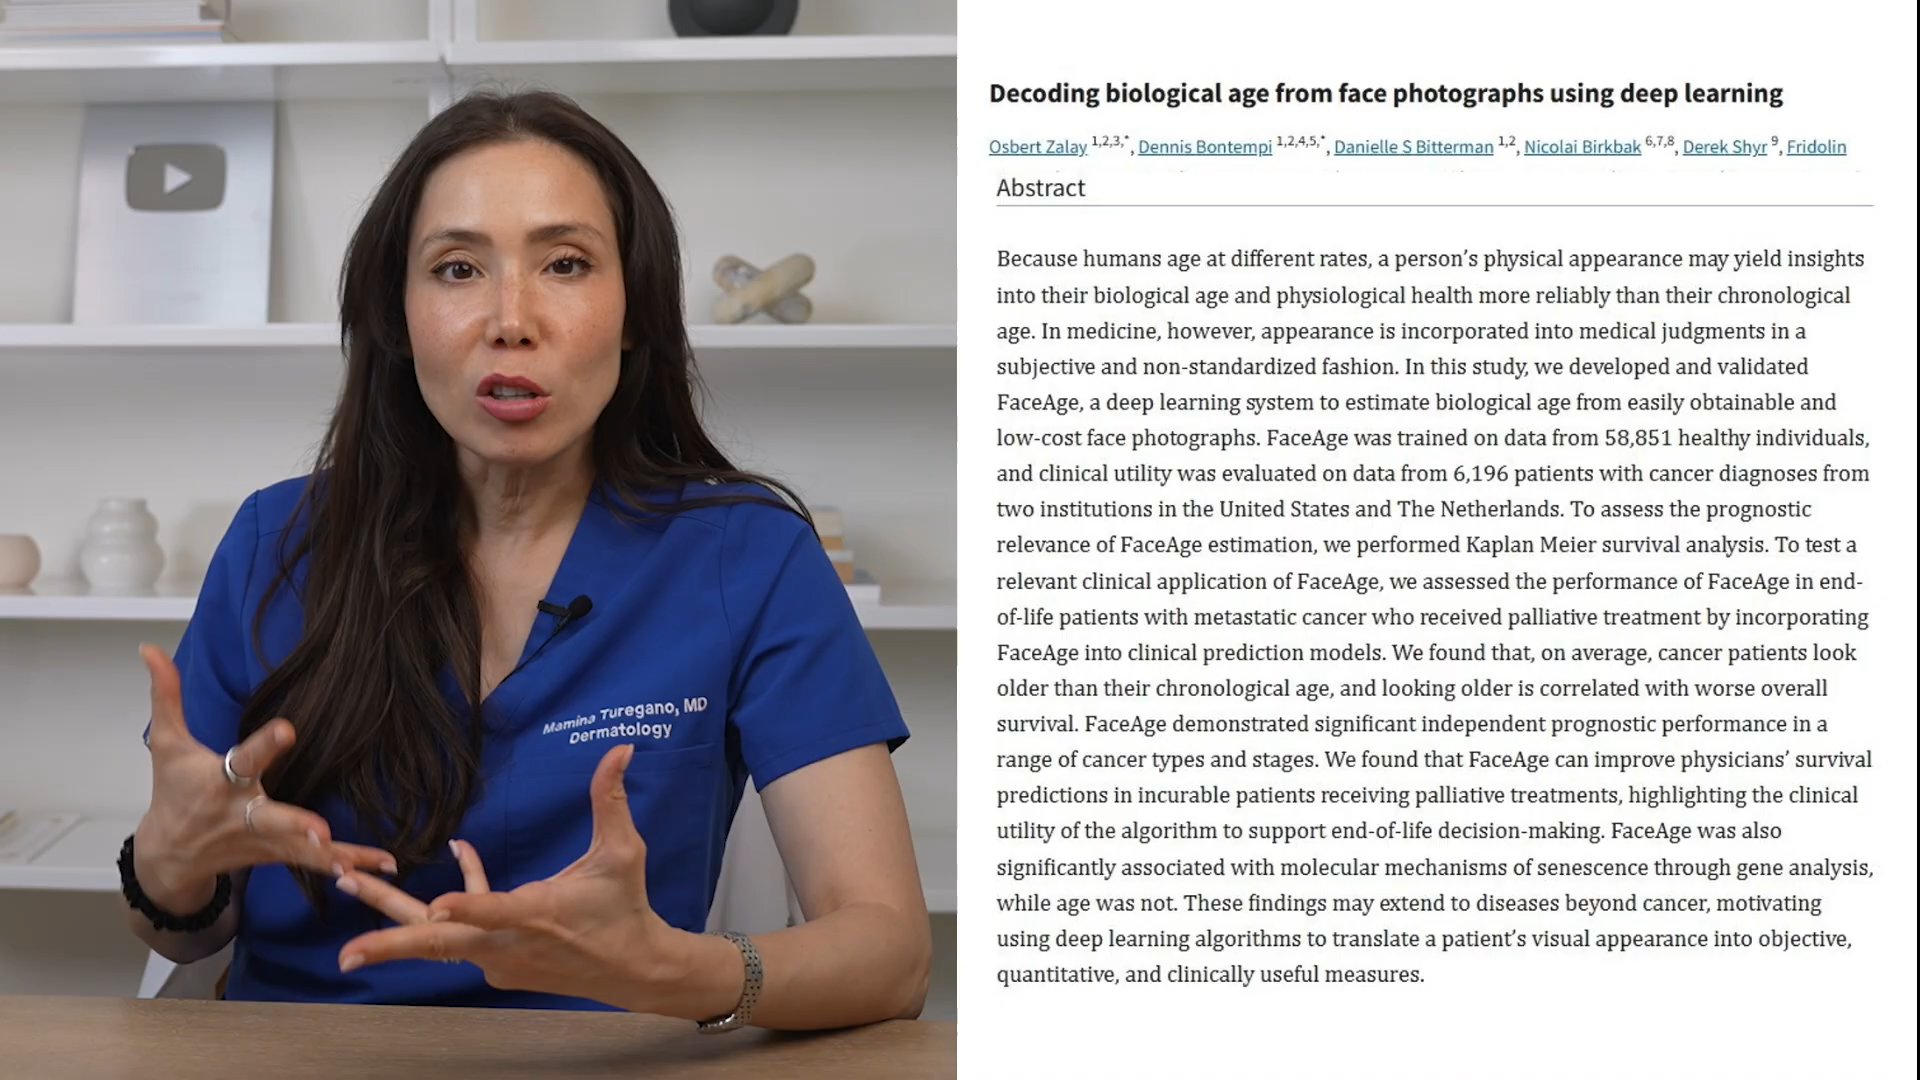 Decoding biological age from face photographs using deep learning
Osbert Zalay 1,2,3,*, Dennis Bontempi 1,2,4,5,*, Danielle S Bitterman 1,2, Nicolai Birkbak 6,7,8, Derek Shyr 9, Fridolin
Abstract
Because humans age at different rates, a person’s physical appearance may yield insights
into their biological age and physiological health more reliably than their chronological
age. In medicine, however, appearance is incorporated into medical judgments in a
subjective and non-standardized fashion. In this study, we developed and validated
FaceAge, a deep learning system to estimate biological age from easily obtainable and
low-cost face photographs. FaceAge was trained on data from 58,851 healthy individuals,
and clinical utility was evaluated on data from 6,196 patients with cancer diagnoses from
two institutions in the United States and The Netherlands. To assess the prognostic
relevance of FaceAge estimation, we performed Kaplan Meier survival analysis. To test a
relevant clinical application of FaceAge, we assessed the performance of FaceAge in end-
of-life patients with metastatic cancer who received palliative treatment by incorporating
FaceAge into clinical prediction models. We found that, on average, cancer patients look
older than their chronological age, and looking older is correlated with worse overall
survival. FaceAge demonstrated significant independent prognostic performance in a
range of cancer types and stages. We found that FaceAge can improve physicians’ survival
predictions in incurable patients receiving palliative treatments, highlighting the clinical
utility of the algorithm to support end-of-life decision-making. FaceAge was also
significantly associated with molecular mechanisms of senescence through gene analysis,
while age was not. These findings may extend to diseases beyond cancer, motivating
using deep learning algorithms to translate a patient’s visual appearance into objective,
quantitative, and clinically useful measures.
Mamina Turegano, MD
Dermatology